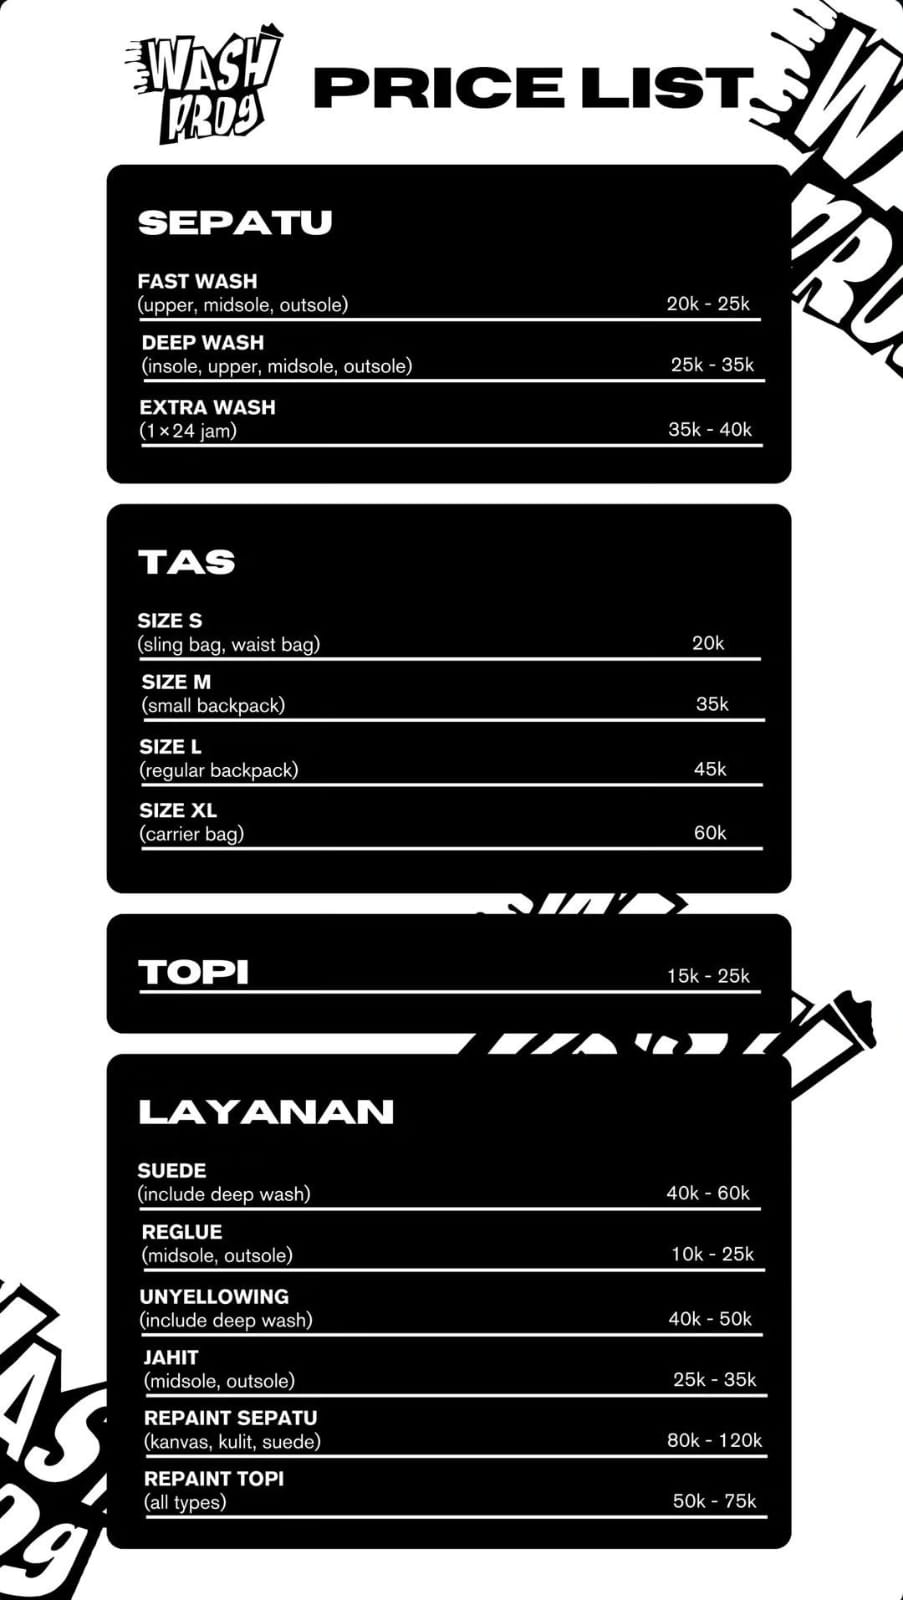 WASH
PROG
PRICE LIST
SEPATU
FAST WASH
(upper, midsole, outsole) 20k - 25k
DEEP WASH
(insole, upper, midsole, outsole) 25k - 35k
EXTRA WASH
(1×24 jam) 35k - 40k
TAS
SIZE S
(sling bag, waist bag) 20k
SIZE M
(small backpack) 35k
SIZE L
(regular backpack) 45k
SIZE XL
(carrier bag) 60k
TOPI 15k - 25k
LAYANAN
SUEDE
(include deep wash) 40k - 60k
REGLUE
(midsole, outsole) 10k - 25k
UNYELLOWING
(include deep wash) 40k - 50k
JAHIT
(midsole, outsole) 25k - 35k
REPAINT SEPATU
(kanvas, kulit, suede) 80k - 120k
REPAINT TOPI
(all types) 50k - 75k